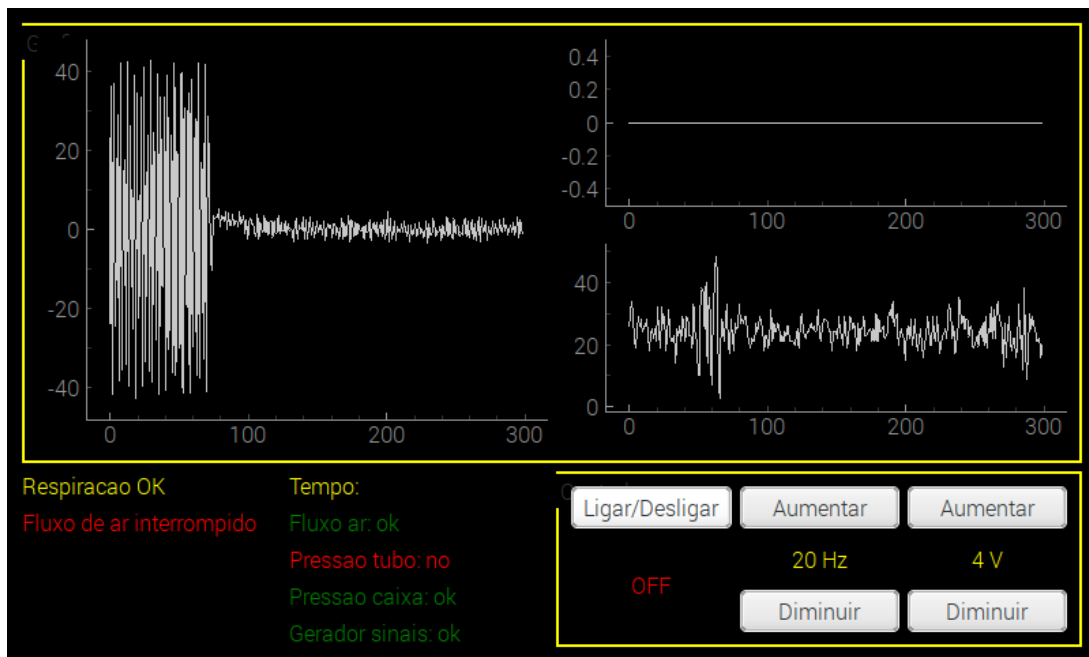 40
20
0
-20
-40
0 100 200 300
0.4
0.2
0
-0.2
-0.4
0 100 200 300
40
20
0
0 100 200 300
Respiracao OK
Fluxo de ar interrompido
Tempo:
Fluxo ar: ok
Pressao tubo: no
Pressao caixa: ok
Gerador sinais: ok
Ligar/Desligar
OFF
Aumentar
20 Hz
Diminuir
Aumentar
4 V
Diminuir